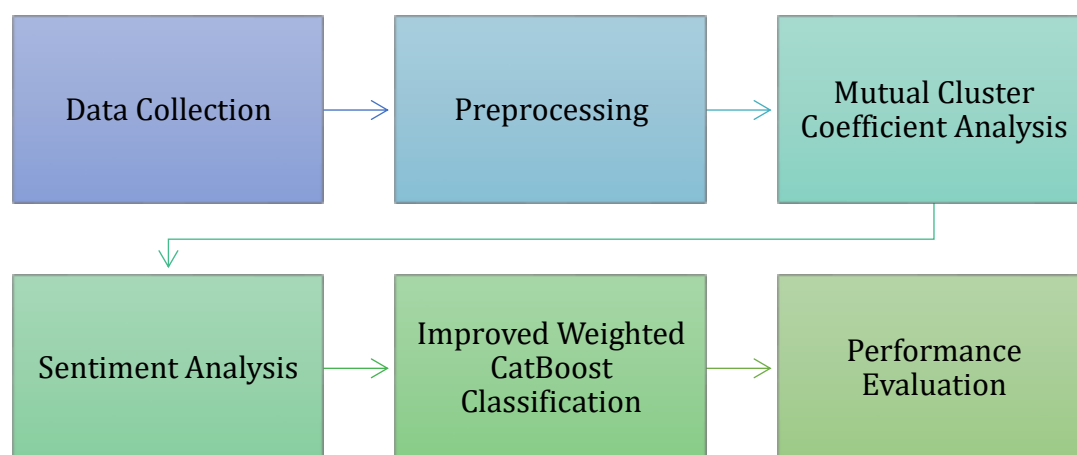 Data Collection
Preprocessing
Mutual Cluster
Coefficient Analysis
Sentiment Analysis
Improved Weighted
CatBoost
Classification
Performance
Evaluation